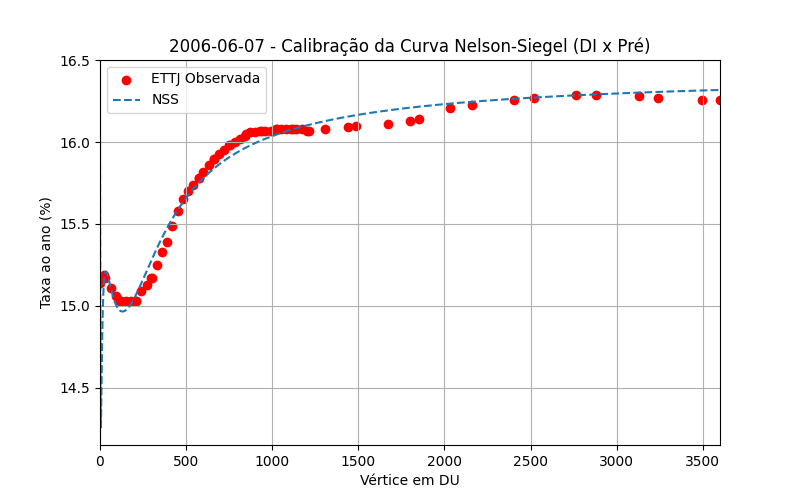 2006-06-07 - Calibração da Curva Nelson-Siegel (DI x Pré)
ETTJ Observada
NSS
Taxa ao ano (%)
16.5
16.0
15.5
15.0
14.5
0 500 1000 1500 2000 2500 3000 3500
Vértice em DU